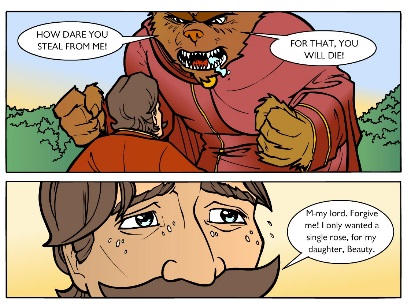 HOW DARE YOU
STEAL FROM ME!
FOR THAT, YOU
WILL DIE!
M-my lord. Forgive
me! I only wanted a
single rose, for my
daughter, Beauty.